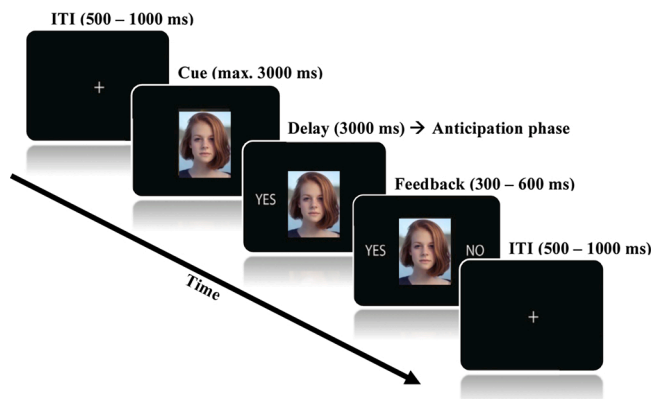 ITI (500 – 1000 ms)
Cue (max. 3000 ms)
Delay (3000 ms) → Anticipation phase
YES
Feedback (300 – 600 ms)
YES NO
ITI (500 – 1000 ms)
Time